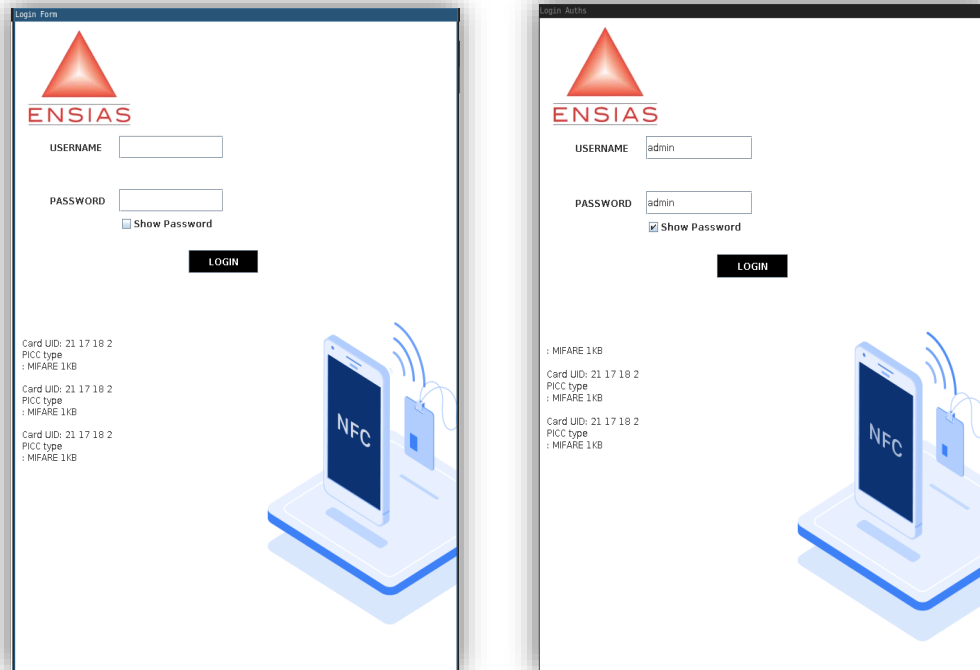 Login Form
ENSIAS
USERNAME
PASSWORD
Show Password
LOGIN
Card UID: 21 17 18 2
PICC type
: MIFARE 1KB
Card UID: 21 17 18 2
PICC type
: MIFARE 1KB
Card UID: 21 17 18 2
PICC type
: MIFARE 1KB
NFC
Login Auths
ENSIAS
USERNAME admin
PASSWORD admin
Show Password
LOGIN
: MIFARE 1KB
Card UID: 21 17 18 2
PICC type
: MIFARE 1KB
Card UID: 21 17 18 2
PICC type
: MIFARE 1KB
NFC